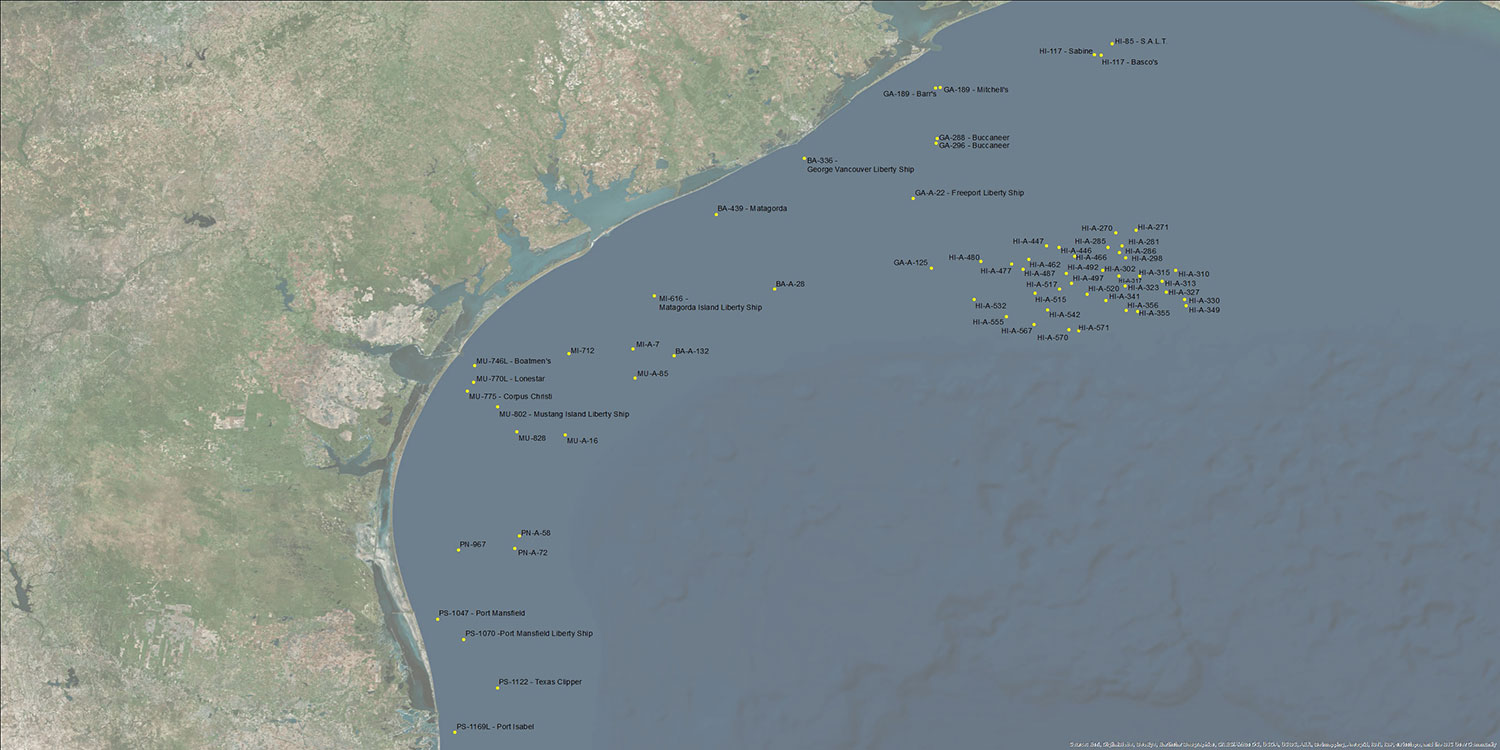 HI-85 - S.A.L.T.
HI-117 - Sabine
HI-117 - Basco's
GA-189 - Barr's
GA-189 - Mitchell's
GA-288 - Buccaneer
GA-296 - Buccaneer
BA-336 -
George Vancouver Liberty Ship
GA-A-22 - Freeport Liberty Ship
BA-439 - Matagorda
HI-A-270
HI-A-271
HI-A-447
HI-A-285
HI-A-281
HI-A-446
HI-A-286
HI-A-480
HI-A-466
HI-A-298
GA-A-125
HI-A-462
HI-A-477
HI-A-487
HI-A-492
HI-A-302
HI-A-315
HI-A-310
HI-A-497
HI-A-317
HI-A-313
HI-A-517
HI-A-520
HI-A-323
HI-A-327
BA-A-28
MI-616 -
Matagorda Island Liberty Ship
HI-A-532
HI-A-515
HI-A-341
HI-A-330
HI-A-356
HI-A-349
HI-A-542
HI-A-355
HI-A-555
HI-A-567
HI-A-571
HI-A-570
MI-A-7
MI-712
BA-A-132
MU-746L - Boatmen's
MU-A-85
MU-770L - Lonestar
MU-775 - Corpus Christi
MU-802 - Mustang Island Liberty Ship
MU-828
MU-A-16
PN-A-58
PN-967
PN-A-72
PS-1047 - Port Mansfield
PS-1070 -Port Mansfield Liberty Ship
PS-1122 - Texas Clipper
PS-1169L - Port Isabel